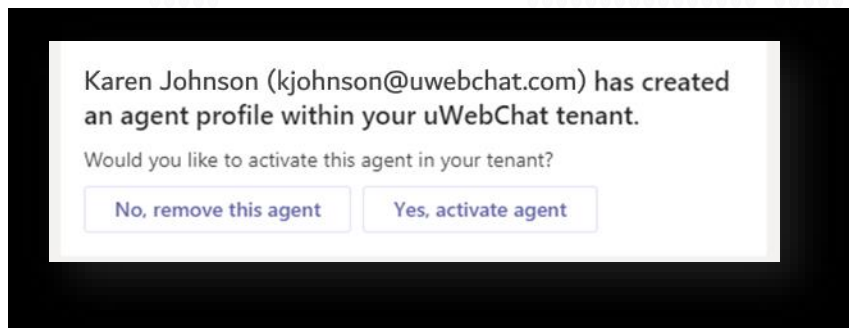 Karen Johnson (kjohnson@uwebchat.com) has created
an agent profile within your uWebChat tenant.
Would you like to activate this agent in your tenant?
No, remove this agent
Yes, activate agent